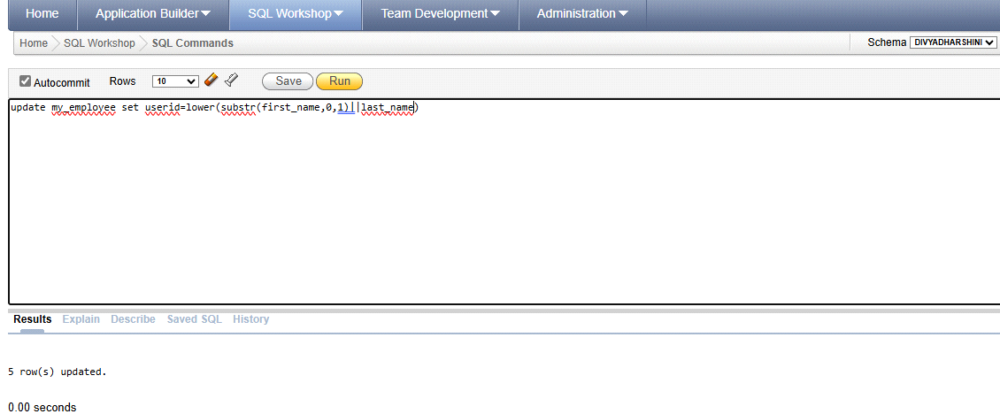 Home Application Builder SQL Workshop Team Development Administration
Home SQL Workshop SQL Commands Schema DIVYADHARSHINI
Autocommit Rows 10 Save Run
update my_employee set userid=lower(substr(first_name,0,1)||last_name)
Results Explain Describe Saved SQL History
5 row(s) updated.
0.00 seconds